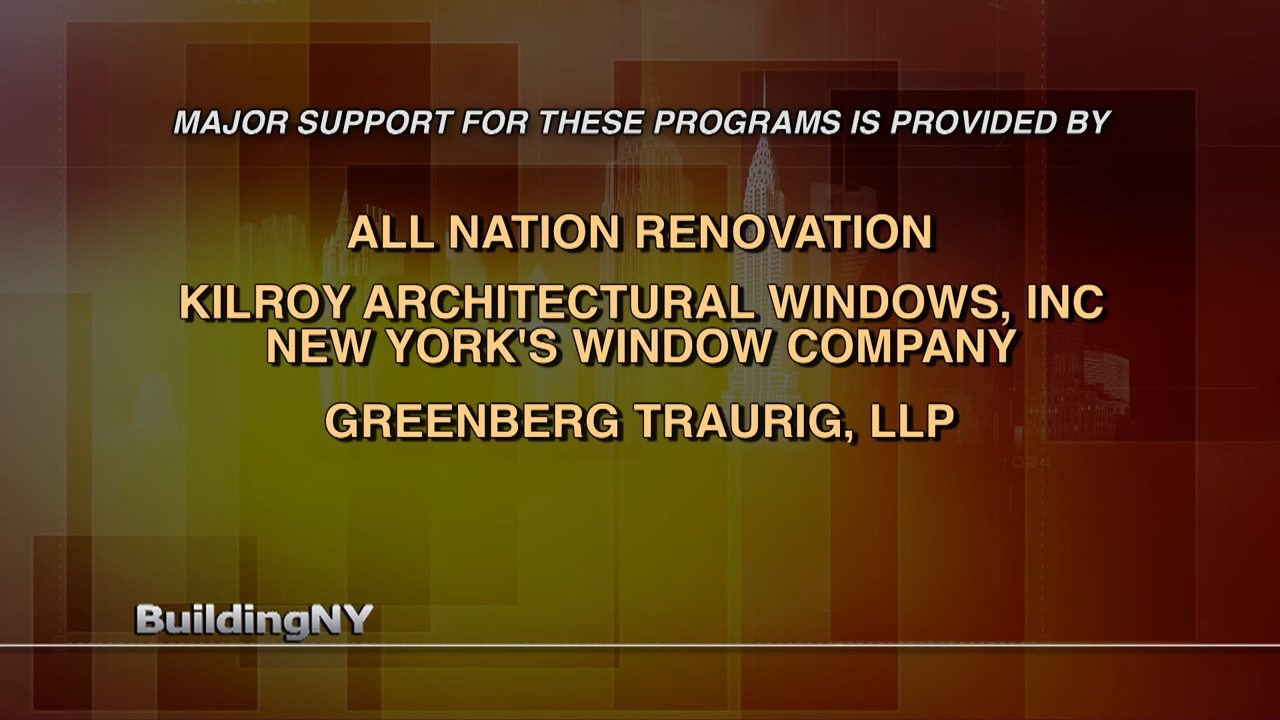 MAJOR SUPPORT FOR THESE PROGRAMS IS PROVIDED BY
ALL NATION RENOVATION
KILROY ARCHITECTURAL WINDOWS, INC
NEW YORK'S WINDOW COMPANY
GREENBERG TRAURIG, LLP
1024
BuildingNY